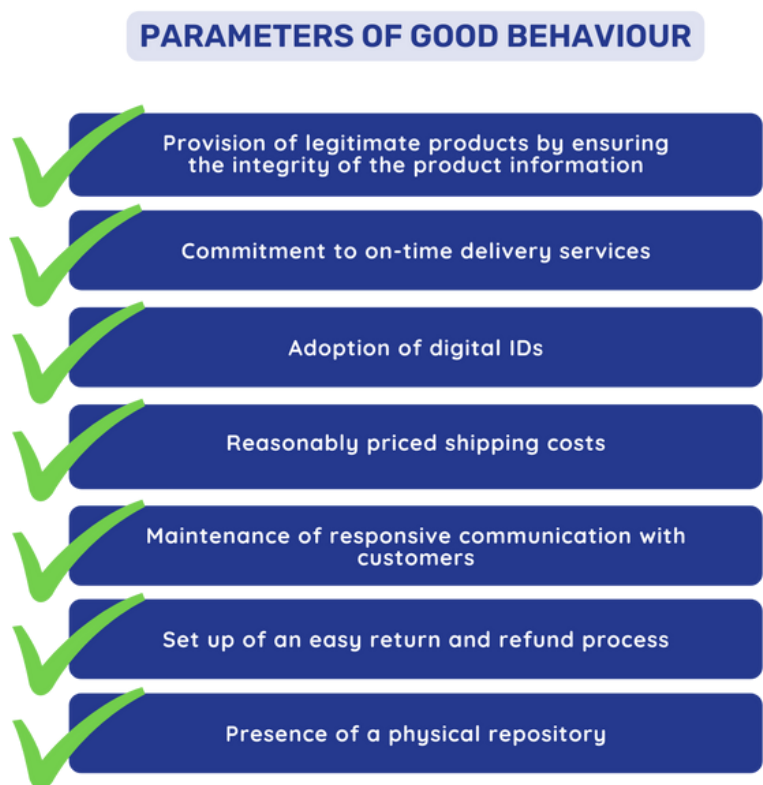 PARAMETERS OF GOOD BEHAVIOUR
Provision of legitimate products by ensuring
the integrity of the product information
Commitment to on-time delivery services
Adoption of digital IDs
Reasonably priced shipping costs
Maintenance of responsive communication with
customers
Set up of an easy return and refund process
Presence of a physical repository